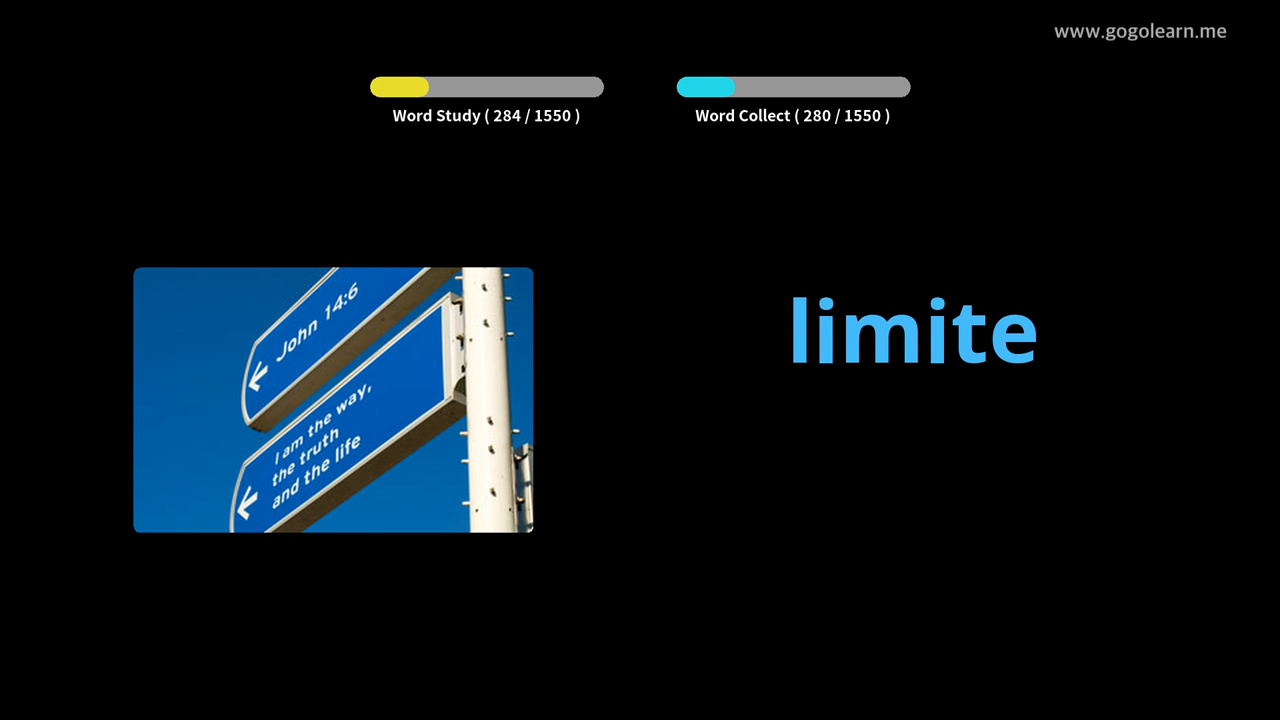 www.gogolearn.me
Word Study ( 284 / 1550 )
Word Collect ( 280 / 1550 )
John 14:6
I am the way,
the truth
and the life
limite